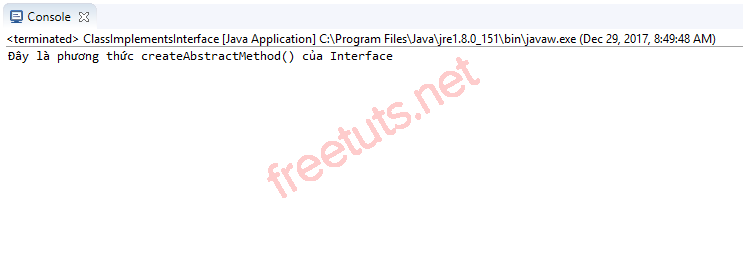 Console
<terminated> ClassImplementsInterface [Java Application] C:\Program Files\Java\jre1.8.0_151\bin\javaw.exe (Dec 29, 2017, 8:49:48 AM)
Đây là phương thức createAbstractMethod() của Interface
freetuts.net